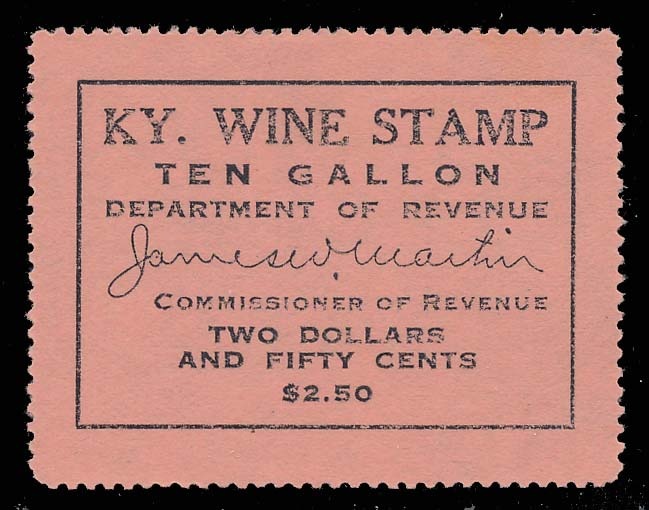 KY. WINE STAMP
TEN GALLON
DEPARTMENT OF REVENUE
James W. Martin
COMMISSIONER OF REVENUE
TWO DOLLARS
AND FIFTY CENTS
$2.50